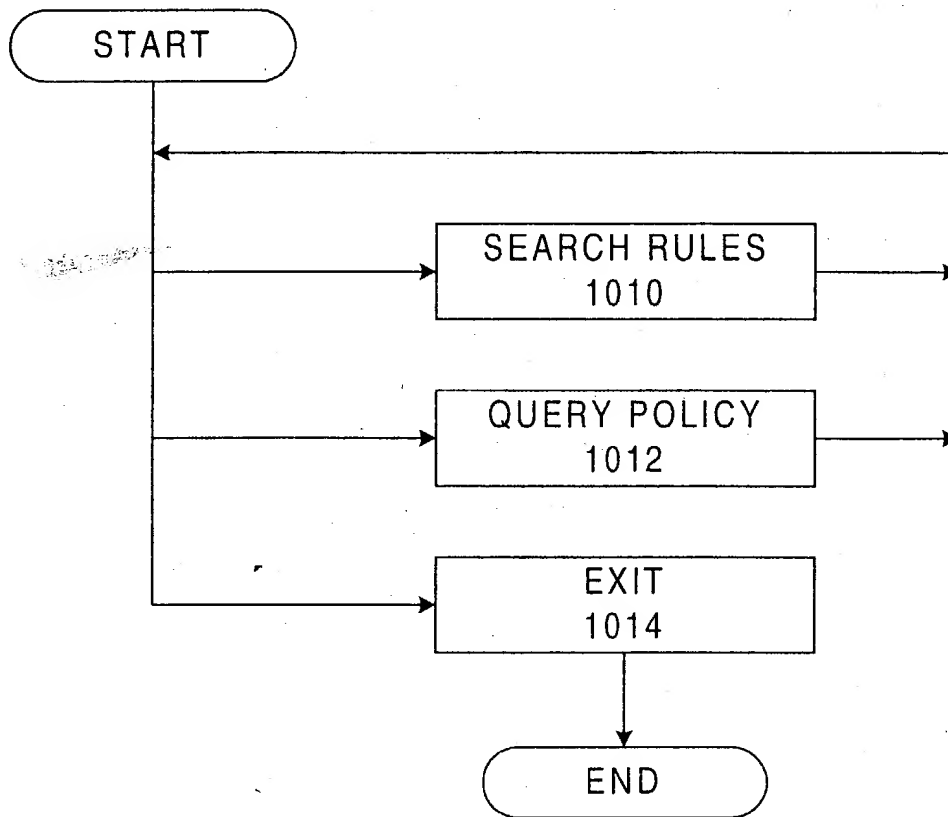 START
SEARCH RULES
1010
QUERY POLICY
1012
EXIT
1014
END